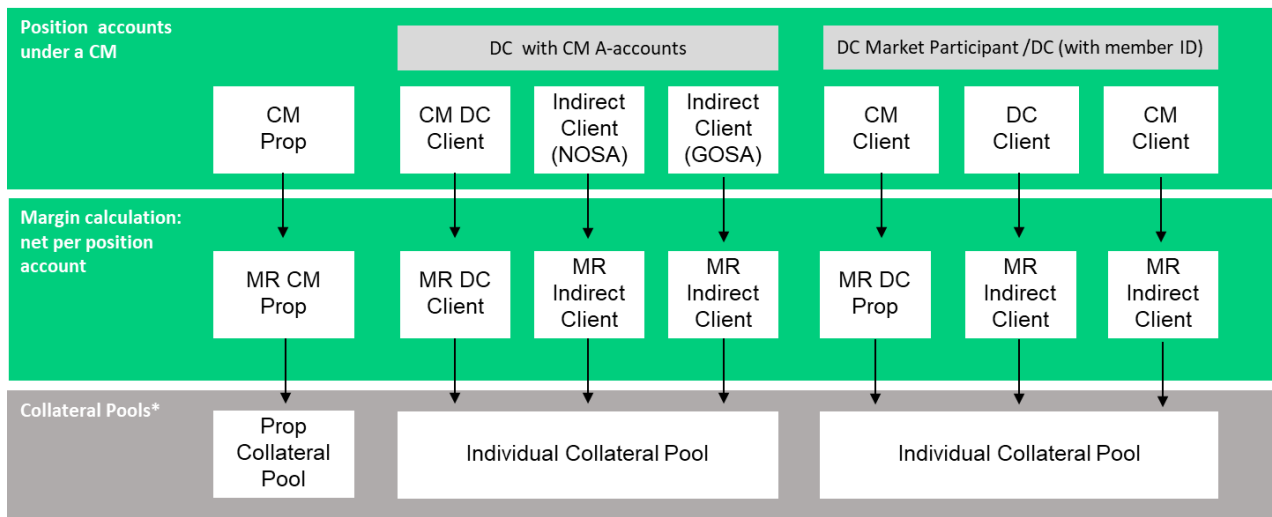 Position accounts
under a CM
DC with CM A-accounts
DC Market Participant /DC (with member ID)
CM
Prop
CM DC
Client
Indirect
Client
(NOSA)
Indirect
Client
(GOSA)
CM
Client
DC
Client
CM
Client
Margin calculation:
net per position
account
MR CM
Prop
MR DC
Client
MR
Indirect
Client
MR
Indirect
Client
MR DC
Prop
MR
Indirect
Client
MR
Indirect
Client
Collateral Pools*
Prop
Collateral
Pool
Individual Collateral Pool
Individual Collateral Pool